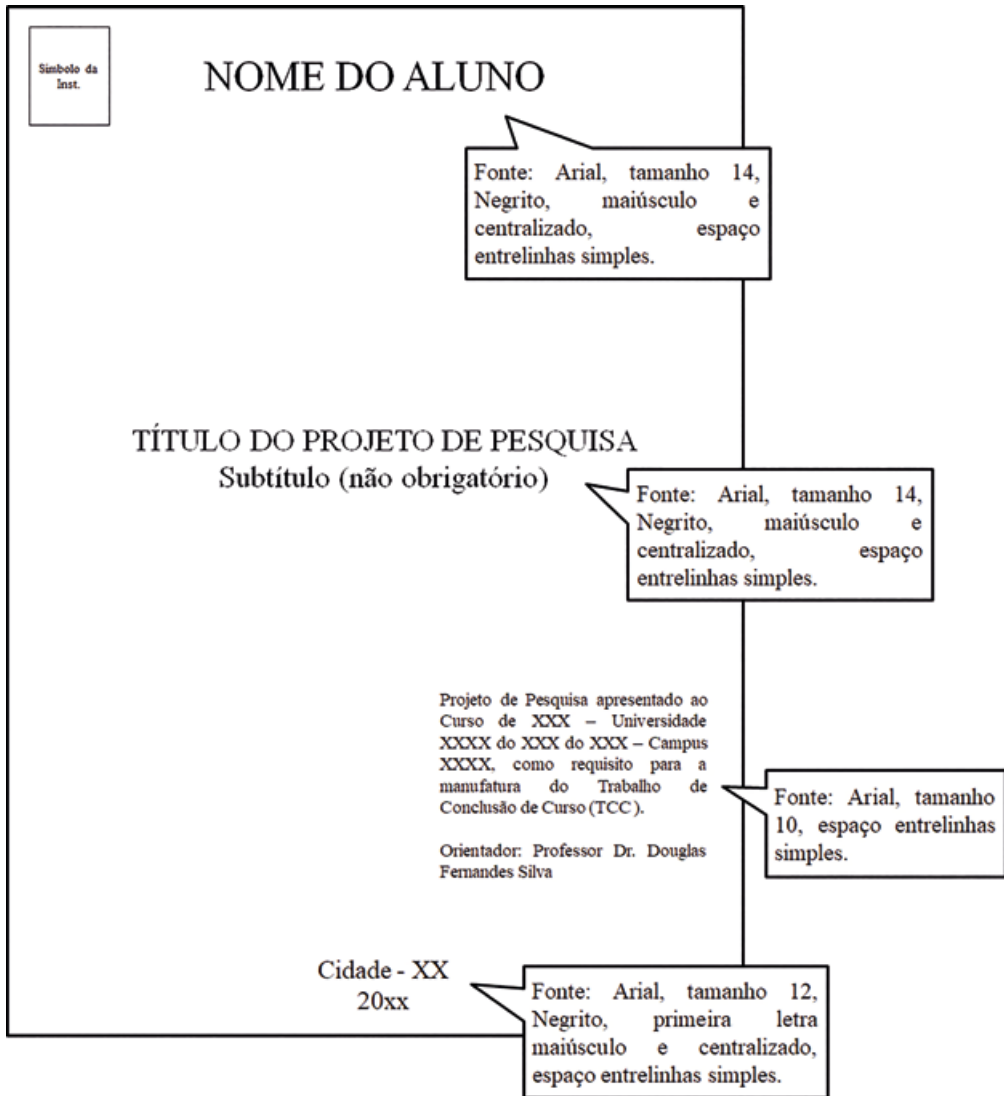 Simbolo da
Inst.
NOME DO ALUNO
Fonte: Arial, tamanho 14,
Negrito, maiúsculo e
centralizado, espaço
entrelinhas simples.
TÍTULO DO PROJETO DE PESQUISA
Subtítulo (não obrigatório)
Fonte: Arial, tamanho 14,
Negrito, maiúsculo e
centralizado, espaço
entrelinhas simples.
Projeto de Pesquisa apresentado ao
Curso de XXX – Universidade
XXXX do XXX do XXX – Campus
XXXX, como requisito para a
manufatura do Trabalho de
Conclusão de Curso (TCC).
Orientador: Professor Dr. Douglas
Fernandes Silva
Fonte: Arial, tamanho
10, espaço entrelinhas
simples.
Cidade - XX
20xx
Fonte: Arial, tamanho 12,
Negrito, primeira letra
maiúsculo e centralizado,
espaço entrelinhas simples.